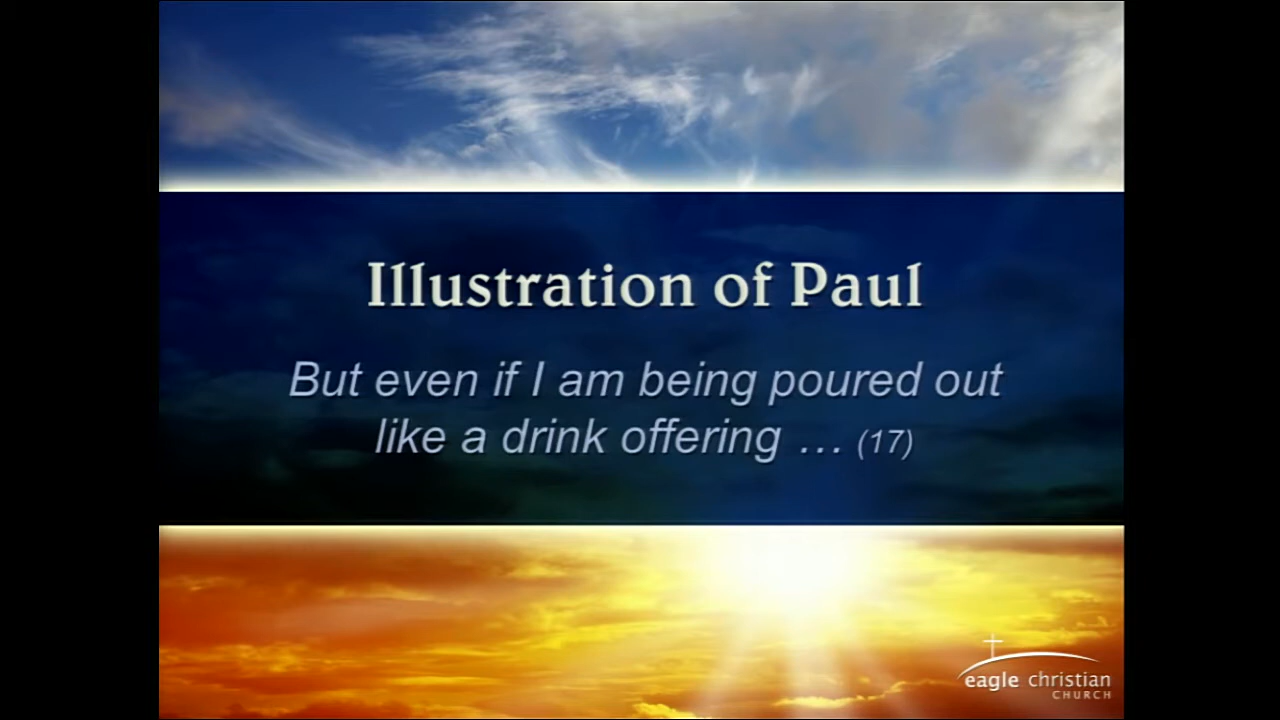 Illustration of Paul
But even if I am being poured out
like a drink offering … (17)
eagle christian
CHURCH